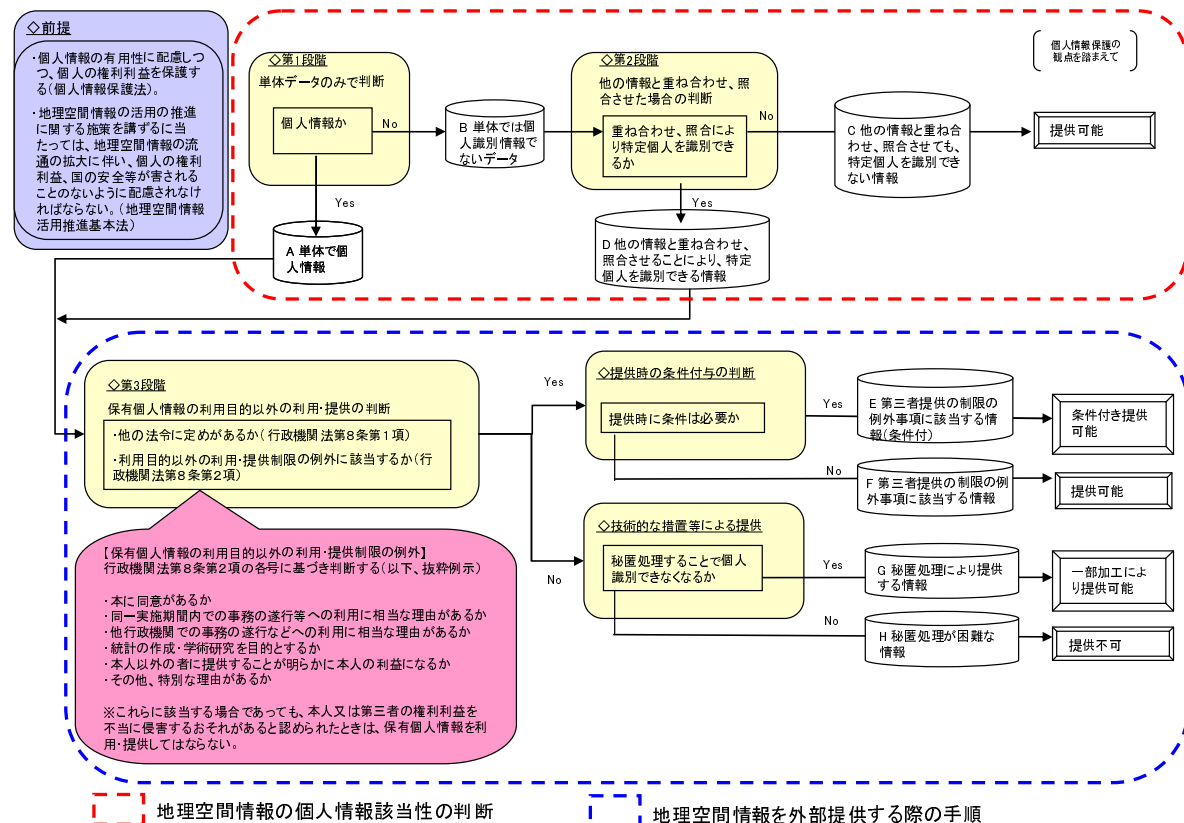 ◇前提
・個人情報の有用性に配慮しつ
つ、個人の権利利益を保護す
る(個人情報保護法)。
・地理空間情報の活用の推進
に関する施策を講ずるに当
たっては、地理空間情報の流
通の拡大に伴い、個人の権利
利益、国の安全等が害される
ことのないように配慮されなけ
ればならない。(地理空間情報
活用推進基本法)
◇第1段階
単体データのみで判断
個人情報か
No
Yes
A 単体で個
人情報
B 単体では個
人識別情報で
ないデータ
◇第2段階
他の情報と重ね合わせ、照
合させた場合の判断
重ね合わせ、照合によ
り特定個人を識別でき
るか
No
Yes
C 他の情報と重ね合
わせ、照合させても、
特定個人を識別でき
ない情報
D 他の情報と重ね合わせ、
照合させることにより、特定
個人を識別できる情報
個人情報保護の
観点を踏まえて
提供可能
◇第3段階
保有個人情報の利用目的以外の利用・提供の判断
・他の法令に定めがあるか(行政機関法第8条第1項)
・利用目的以外の利用・提供制限の例外に該当するか(行
政機関法第8条第2項)
Yes
No
【保有個人情報の利用目的以外の利用・提供制限の例外】
行政機関法第8条第2項の各号に基づき判断する(以下、抜粋例示)
・本に同意があるか
・同一実施期間内での事務の遂行等への利用に相当な理由があるか
・他行政機関での事務の遂行などへの利用に相当な理由があるか
・統計の作成・学術研究を目的とするか
・本人以外の者に提供することが明らかに本人の利益になるか
・その他、特別な理由があるか
※これらに該当する場合であっても、本人又は第三者の権利利益を
不当に侵害するおそれがあると認められたときは、保有個人情報を利
用・提供してはならない。
◇提供時の条件付与の判断
提供時に条件は必要か
Yes
No
E 第三者提供の制限の
例外事項に該当する情
報(条件付)
条件付き提供
可能
F 第三者提供の制限の例
外事項に該当する情報
提供可能
◇技術的な措置等による提供
秘匿処理することで個人
識別できなくなるか
Yes
No
G 秘匿処理により提供
する情報
一部加工によ
り提供可能
H 秘匿処理が困難な
情報
提供不可
地理空間情報の個人情報該当性の判断
地理空間情報を外部提供する際の手順